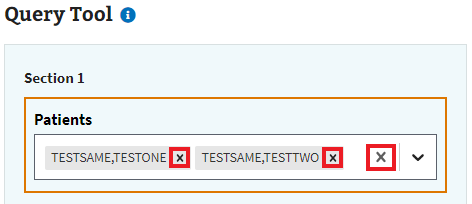 Query Tool
Section 1
Patients
TESTSAME,TESTONE x TESTSAME,TESTTWO x x